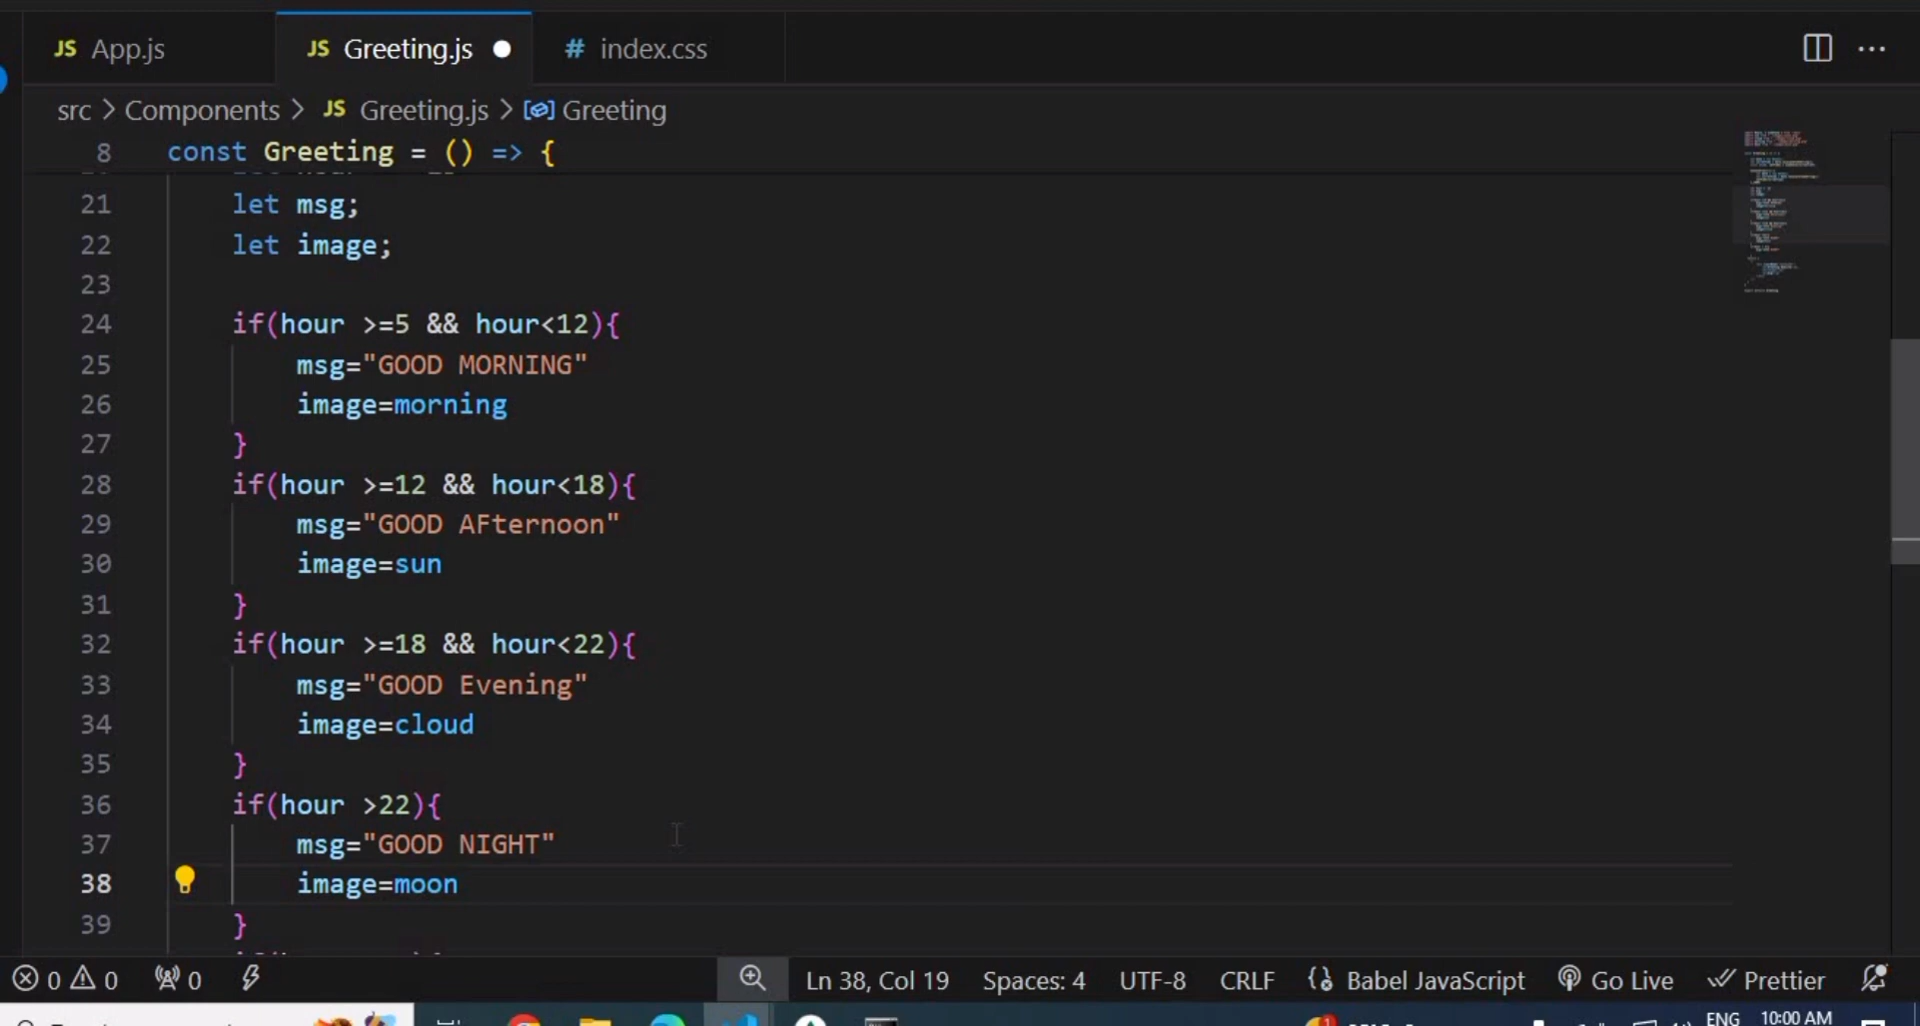 JS App.js JS Greeting.js # index.css
src > Components > JS Greeting.js > Greeting
8 const Greeting = () => {
21 let msg;
22 let image;
23
24 if(hour >=5 && hour<12){
25 msg="GOOD MORNING"
26 image=morning
27 }
28 if(hour >=12 && hour<18){
29 msg="GOOD AFternoon"
30 image=sun
31 }
32 if(hour >=18 && hour<22){
33 msg="GOOD Evening"
34 image=cloud
35 }
36 if(hour >22){
37 msg="GOOD NIGHT"
38 image=moon
39 }
0 0 0 Ln 38, Col 19 Spaces: 4 UTF-8 CRLF {} Babel JavaScript Go Live Prettier
ENG 10:00 AM